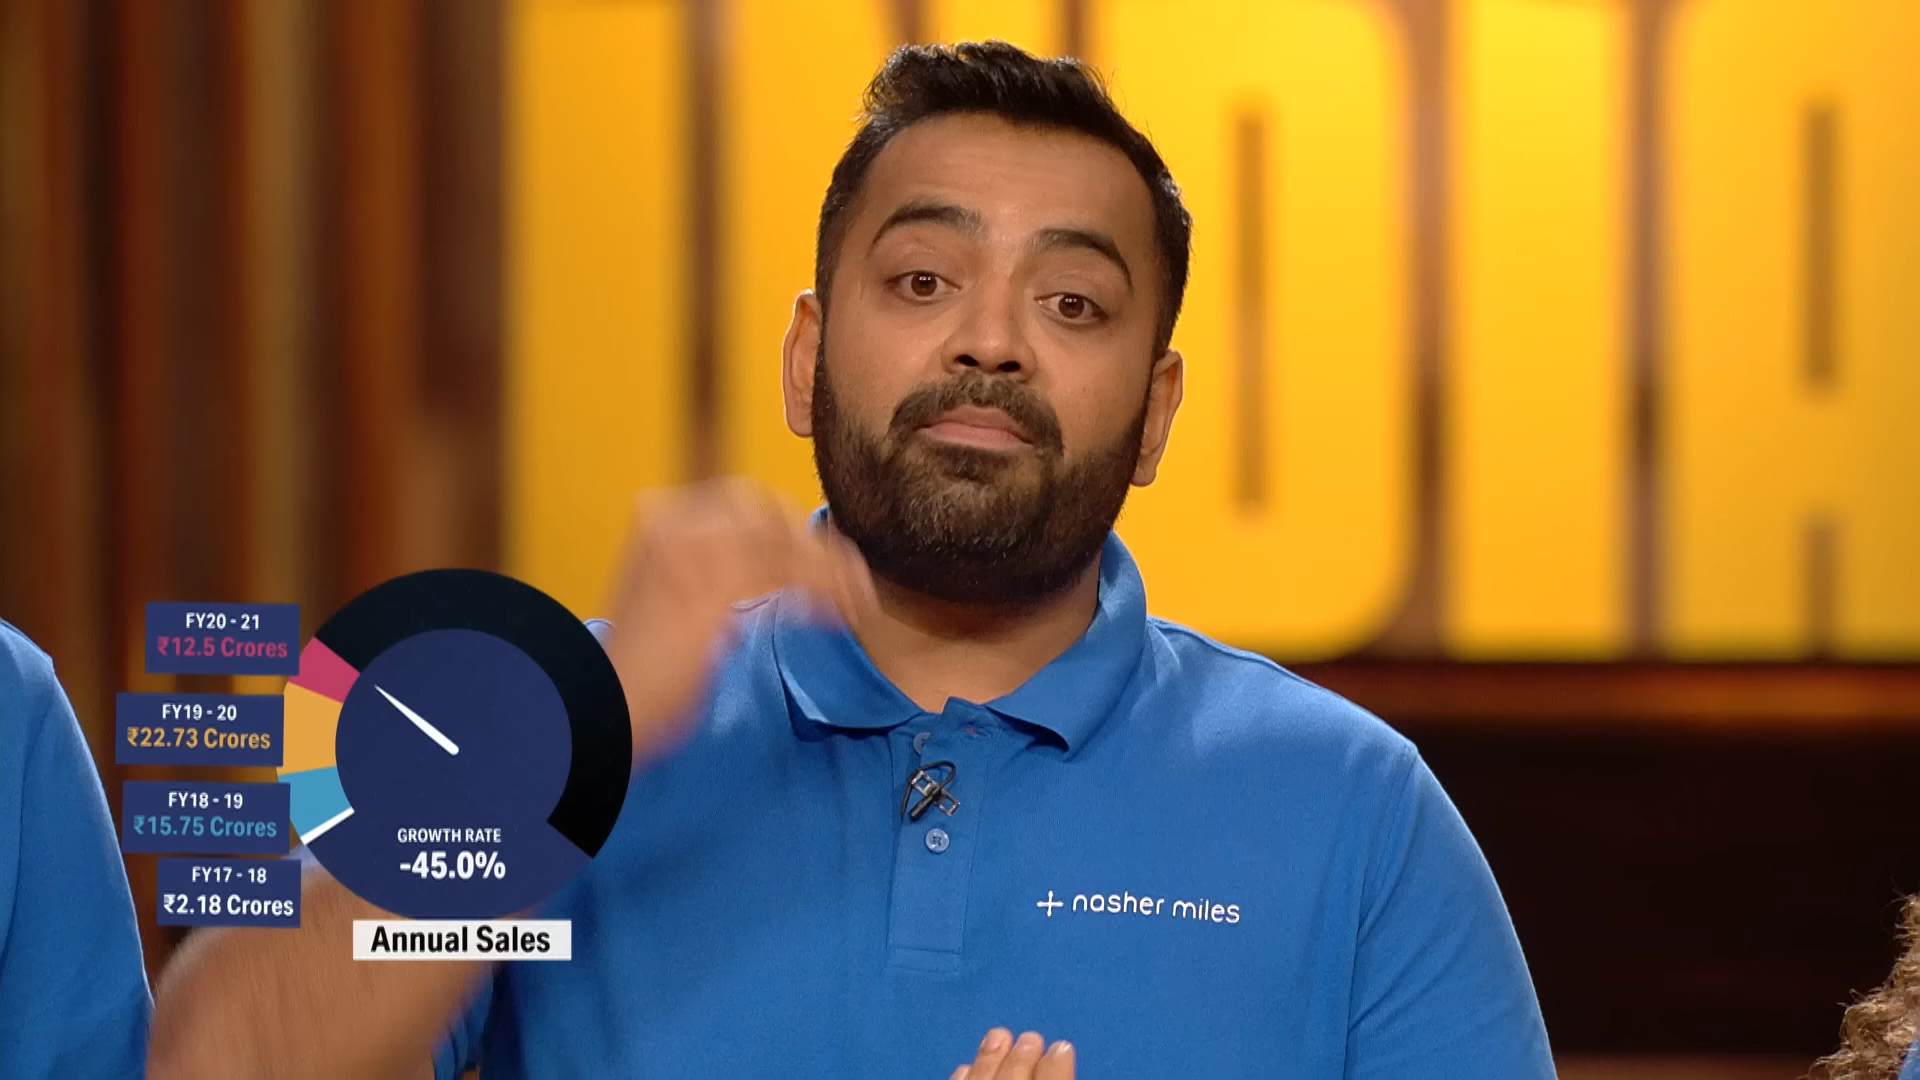 NDIA
FY20 - 21
₹12.5 Crores
FY19 - 20
₹22.73 Crores
FY18 - 19
₹15.75 Crores
FY17 - 18
₹2.18 Crores
GROWTH RATE
-45.0%
Annual Sales
nasher miles